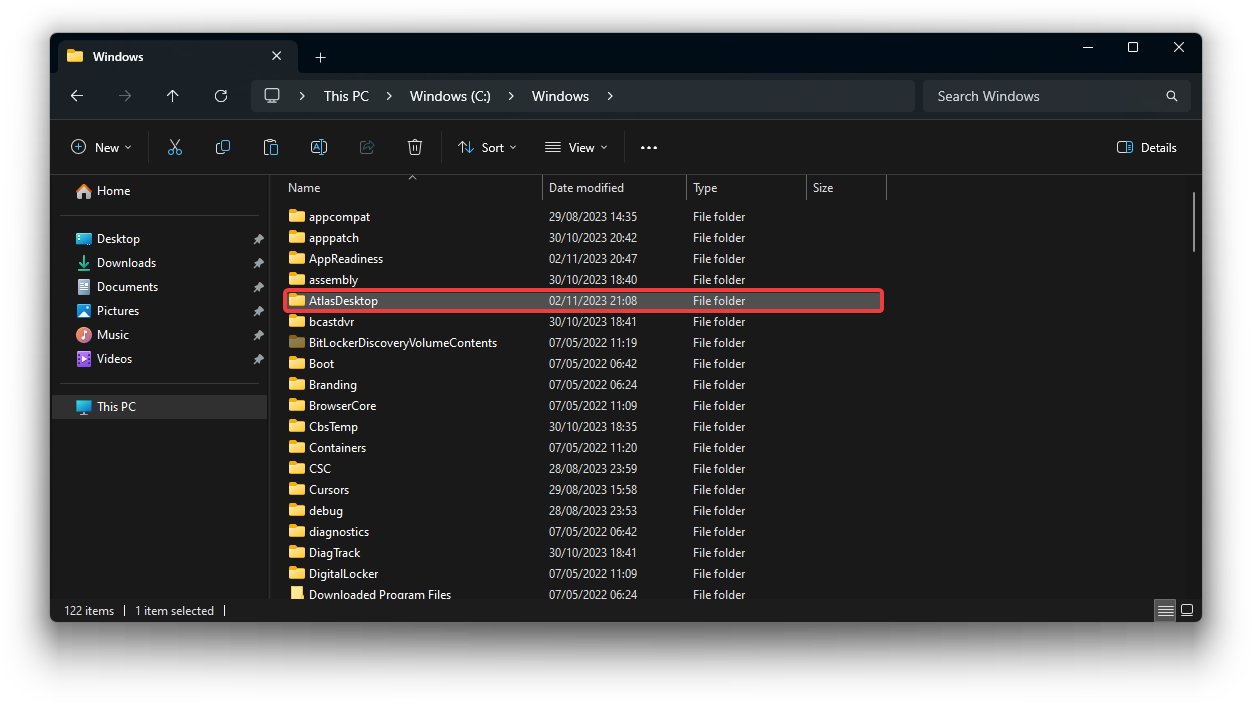 Windows
This PC Windows (C:) Windows Search Windows
New Sort View Details
Home
Desktop
Downloads
Documents
Pictures
Music
Videos
This PC
Name Date modified Type Size
appcompat 29/08/2023 14:35 File folder
apppatch 30/10/2023 20:42 File folder
AppReadiness 02/11/2023 20:47 File folder
assembly 30/10/2023 18:40 File folder
AtlasDesktop 02/11/2023 21:08 File folder
bcastdvr 30/10/2023 18:41 File folder
BitLockerDiscoveryVolumeContents 07/05/2022 11:19 File folder
Boot 07/05/2022 06:42 File folder
Branding 07/05/2022 06:24 File folder
BrowserCore 07/05/2022 11:09 File folder
CbsTemp 30/10/2023 18:35 File folder
Containers 07/05/2022 11:20 File folder
CSC 28/08/2023 23:59 File folder
Cursors 29/08/2023 15:58 File folder
debug 28/08/2023 23:53 File folder
diagnostics 07/05/2022 06:42 File folder
DiagTrack 30/10/2023 18:41 File folder
DigitalLocker 07/05/2022 11:09 File folder
Downloaded Program Files 07/05/2022 06:24 File folder
122 items 1 item selected